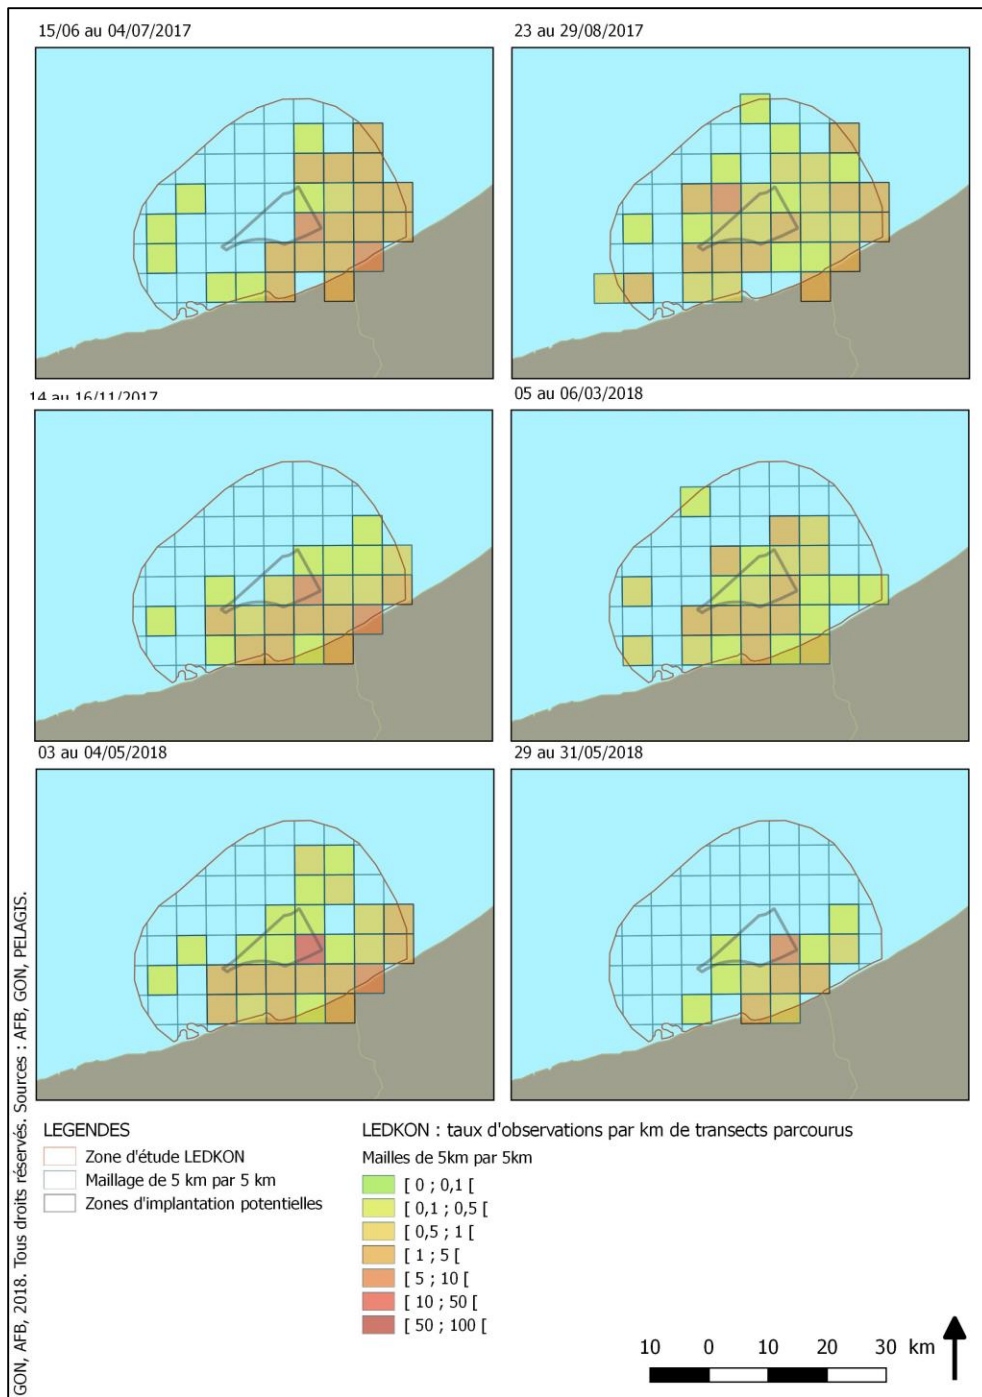 15/06 au 04/07/2017
23 au 29/08/2017
14 au 16/11/2017
05 au 06/03/2018
03 au 04/05/2018
29 au 31/05/2018
GON, AFB, 2018. Tous droits réservés. Sources : AFB, GON, PELAGIS.
LEGENDES
Zone d'étude LEDKON
Maillage de 5 km par 5 km
Zones d'implantation potentielles
LEDKON : taux d'observations par km de transects parcourus
Mailles de 5km par 5km
[ 0 ; 0,1 [
[ 0,1 ; 0,5 [
[ 0,5 ; 1 [
[ 1 ; 5 [
[ 5 ; 10 [
[ 10 ; 50 [
[ 50 ; 100 [
10 0 10 20 30 km